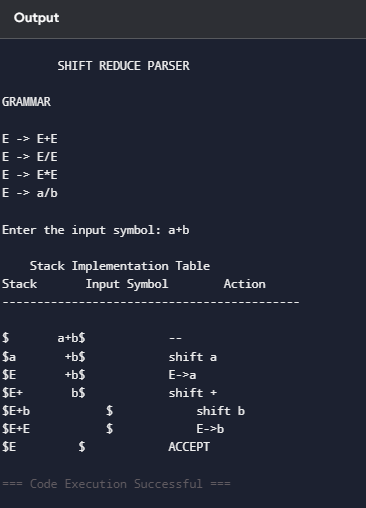 Output
SHIFT REDUCE PARSER
GRAMMAR
E -> E+E
E -> E/E
E -> E*E
E -> a/b
Enter the input symbol: a+b
Stack Implementation Table
Stack Input Symbol Action
-------------------------------------------
$ a+b$ --
$a +b$ shift a
$E +b$ E->a
$E+ b$ shift +
$E+b $ shift b
$E+E $ E->b
$E $ ACCEPT
=== Code Execution Successful ===